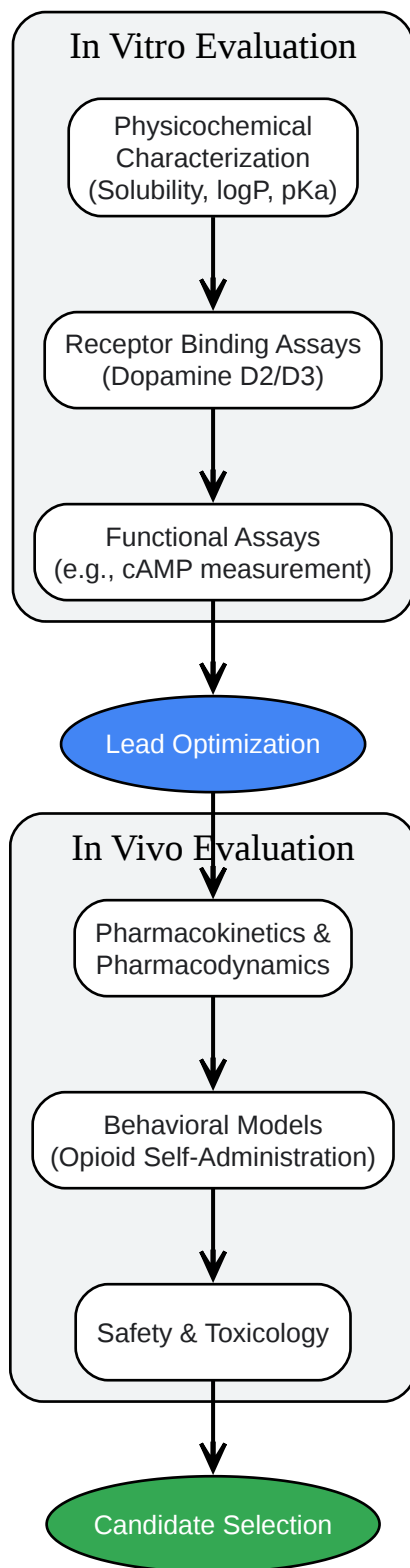 In Vitro Evaluation
Physicochemical
Characterization
(Solubility, logP, pKa)
Receptor Binding Assays
(Dopamine D2/D3)
Functional Assays
(e.g., cAMP measurement)
Lead Optimization
In Vivo Evaluation
Pharmacokinetics &
Pharmacodynamics
Behavioral Models
(Opioid Self-Administration)
Safety & Toxicology
Candidate Selection